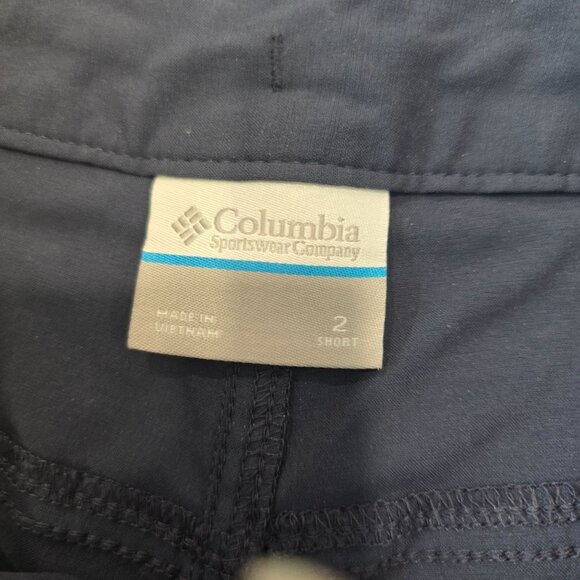 Columbia
Sportswear Company
MADE IN
VIETNAM
2
SHORT